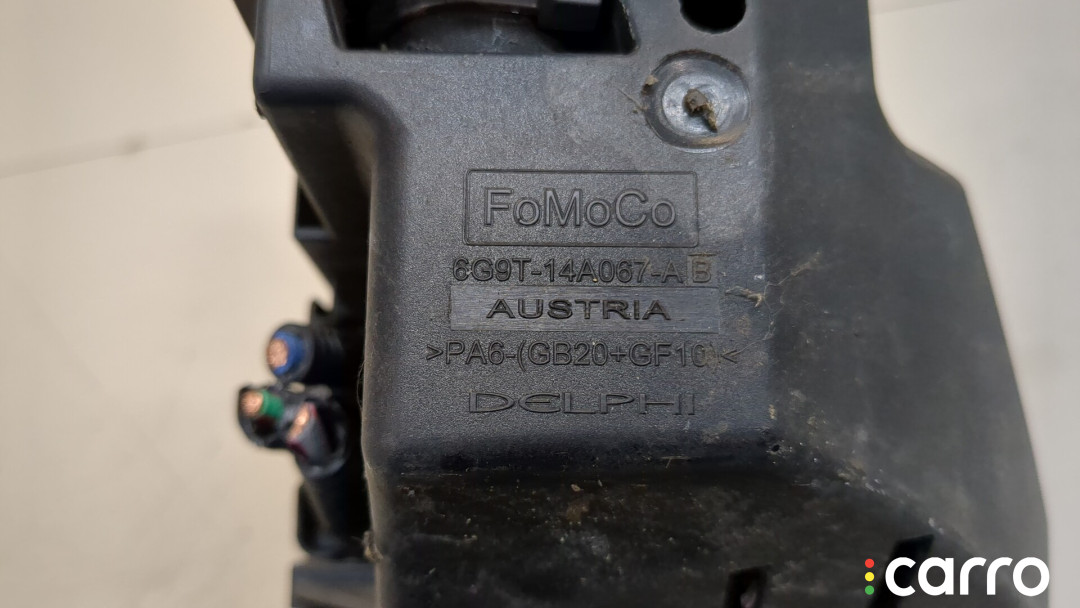 FoMoCo
6G9T-14A067-AB
AUSTRIA
>PA6-(GB20+GF10)<
DELPHI
carro